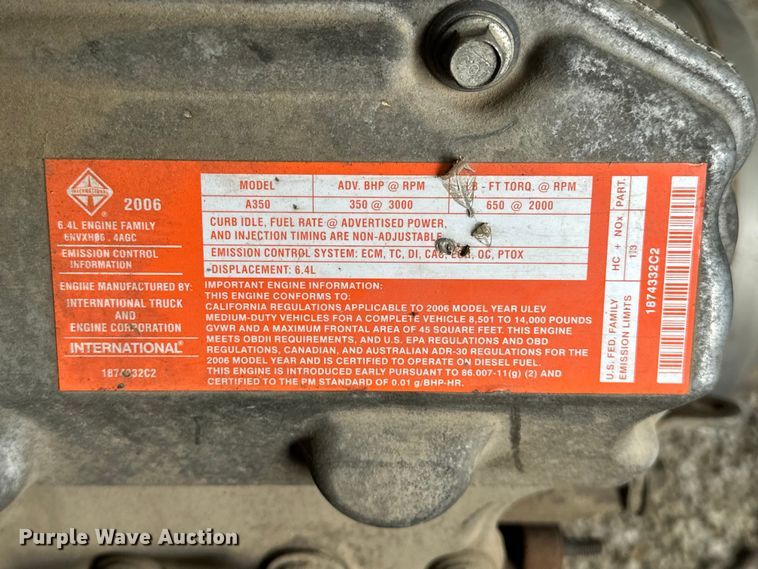 INTERNATIONAL
2006
6.4L ENGINE FAMILY
EMISSION CONTROL
INFORMATION
ENGINE MANUFACTURED BY:
INTERNATIONAL TRUCK
AND
ENGINE CORPORATION
INTERNATIONAL®
1874332C2
MODEL ADV. BHP @ RPM - FT TORQ. @ RPM
A350 350 @ 3000 650 @ 2000
CURB IDLE, FUEL RATE @ ADVERTISED POWER,
AND INJECTION TIMING ARE NON-ADJUSTABLE
EMISSION CONTROL SYSTEM: ECM, TC, DI, OC, PTOX
DISPLACEMENT: 6.4L
IMPORTANT ENGINE INFORMATION:
THIS ENGINE CONFORMS TO:
CALIFORNIA REGULATIONS APPLICABLE TO 2006 MODEL YEAR ULEV
MEDIUM-DUTY VEHICLES FOR A COMPLETE VEHICLE 8,501 TO 14,000 POUNDS
GVWR AND A MAXIMUM FRONTAL AREA OF 45 SQUARE FEET. THIS ENGINE
MEETS OBDII REQUIREMENTS, AND U.S. EPA REGULATIONS AND OBD
REGULATIONS, CANADIAN, AND AUSTRALIAN ADR-30 REGULATIONS FOR THE
2006 MODEL YEAR AND IS CERTIFIED TO OPERATE ON DIESEL FUEL.
THIS ENGINE IS INTRODUCED EARLY PURSUANT TO 86.007-11(g) (2) AND
CERTIFIED TO THE PM STANDARD OF 0.01 g/BHP-HR.
U.S. FED. FAMILY
EMISSION LIMITS
HC + NOx PART.
1874332C2
Purple Wave Auction